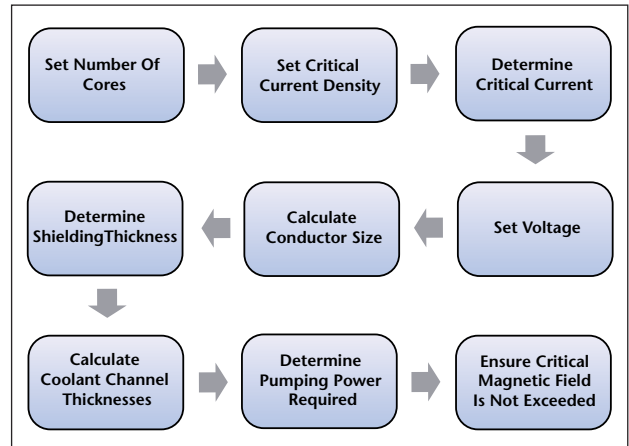 Set Number Of
Cores
Set Critical
Current Density
Determine
Critical Current
Set Voltage
Calculate
Conductor Size
Determine
ShieldingThickness
Calculate
Coolant Channel
Thicknesses
Determine
Pumping Power
Required
Ensure Critical
Magnetic Field
Is Not Exceeded